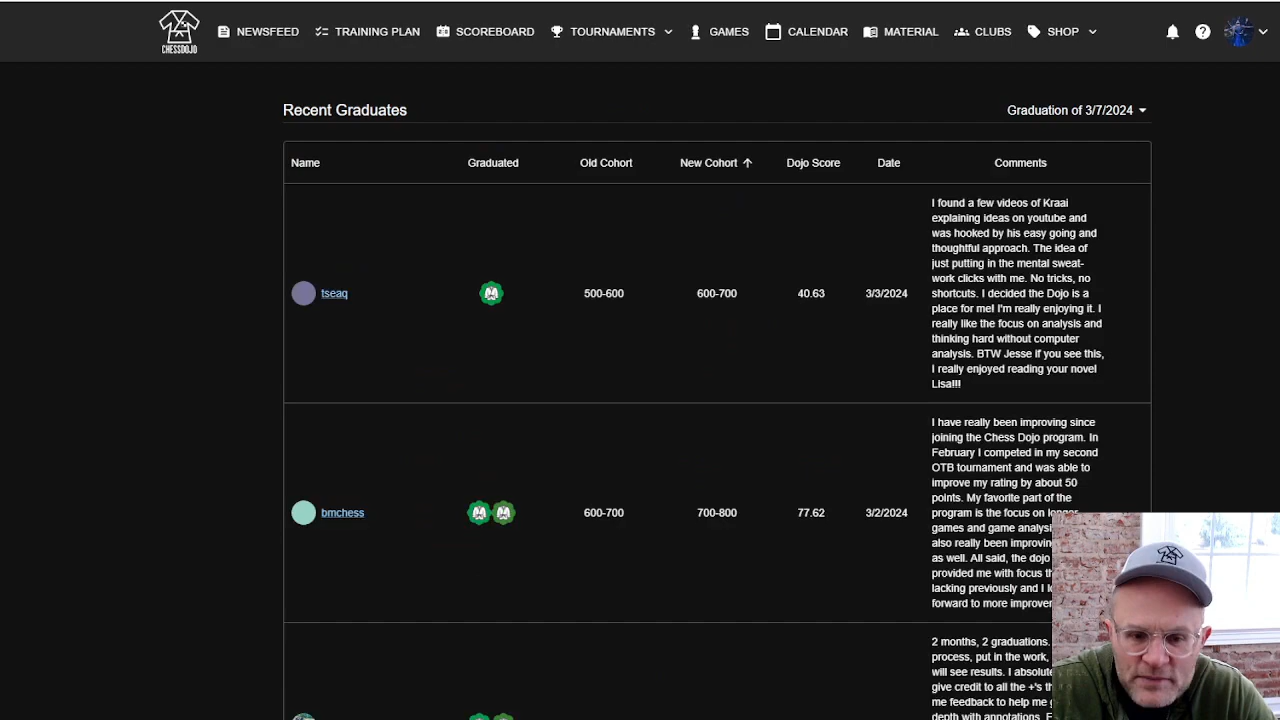 CHESSDOJO
NEWSFEED TRAINING PLAN SCOREBOARD TOURNAMENTS GAMES CALENDAR MATERIAL CLUBS SHOP
Recent Graduates
Graduation of 3/7/2024
Name Graduated Old Cohort New Cohort Dojo Score Date Comments
tseaq 500-600 600-700 40.63 3/3/2024
I found a few videos of Kraai
explaining ideas on youtube and
was hooked by his easy going and
thoughtful approach. The idea of
just putting in the mental sweat-
work clicks with me. No tricks, no
shortcuts. I decided the Dojo is a
place for me! I'm really enjoying it. I
really like the focus on analysis and
thinking hard without computer
analysis. BTW Jesse if you see this,
I really enjoyed reading your novel
Lisa!!!
bmchess 600-700 700-800 77.62 3/2/2024
I have really been improving since
joining the Chess Dojo program. In
February I competed in my second
OTB tournament and was able to
improve my rating by about 50
points. My favorite part of the
program is the focus on longer
games and game
also really been improving
as well. All said, the dojo
provided me with focus
lacking previously and I
forward to more
2 months, 2 graduations.
process, put in the work,
will see results. I
give credit to all the +'s
me feedback to help me
depth with annotations.